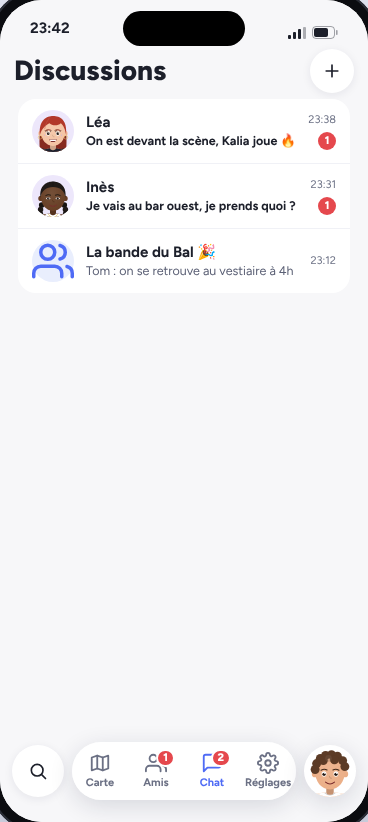 23:42
Discussions
Léa
23:38
On est devant la scène, Kalia joue 🔥
1
Inès
23:31
Je vais au bar ouest, je prends quoi ?
1
La bande du Bal 🎉
23:12
Tom : on se retrouve au vestiaire à 4h
1
2
Carte
Amis
Chat
Réglages